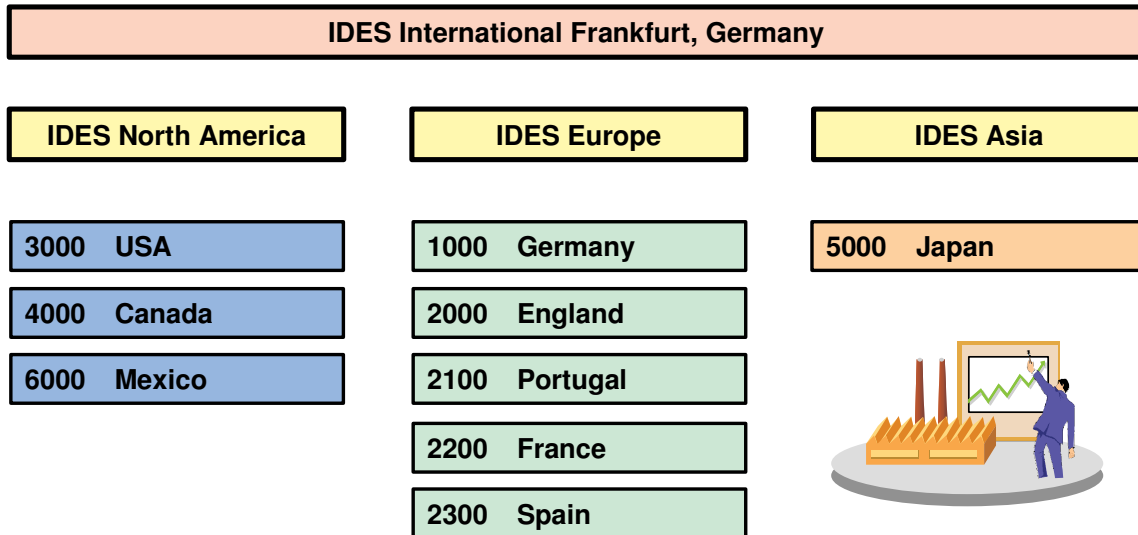 IDES International Frankfurt, Germany
IDES North America
3000 USA
4000 Canada
6000 Mexico
IDES Europe
1000 Germany
2000 England
2100 Portugal
2200 France
2300 Spain
IDES Asia
5000 Japan